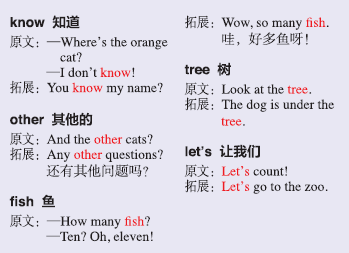 know 知道
原文：—Where's the orange
cat?
—I don't know!
拓展：You know my name?
other 其他的
原文：And the other cats?
拓展：Any other questions?
还有其他问题吗?
fish 鱼
原文：—How many fish?
—Ten? Oh, eleven!
拓展：Wow, so many fish.
哇，好多鱼呀！
tree 树
原文：Look at the tree.
拓展：The dog is under the
tree.
let's 让我们
原文：Let's count!
拓展：Let's go to the zoo.